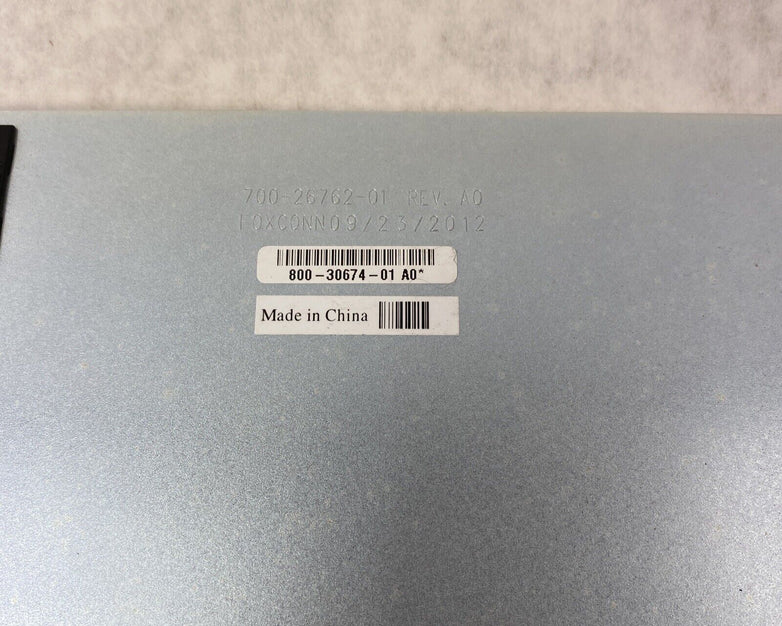 700-26762-01 REV. A0
FOXCONN09/23/2012
800-30674-01 A0*
Made in China